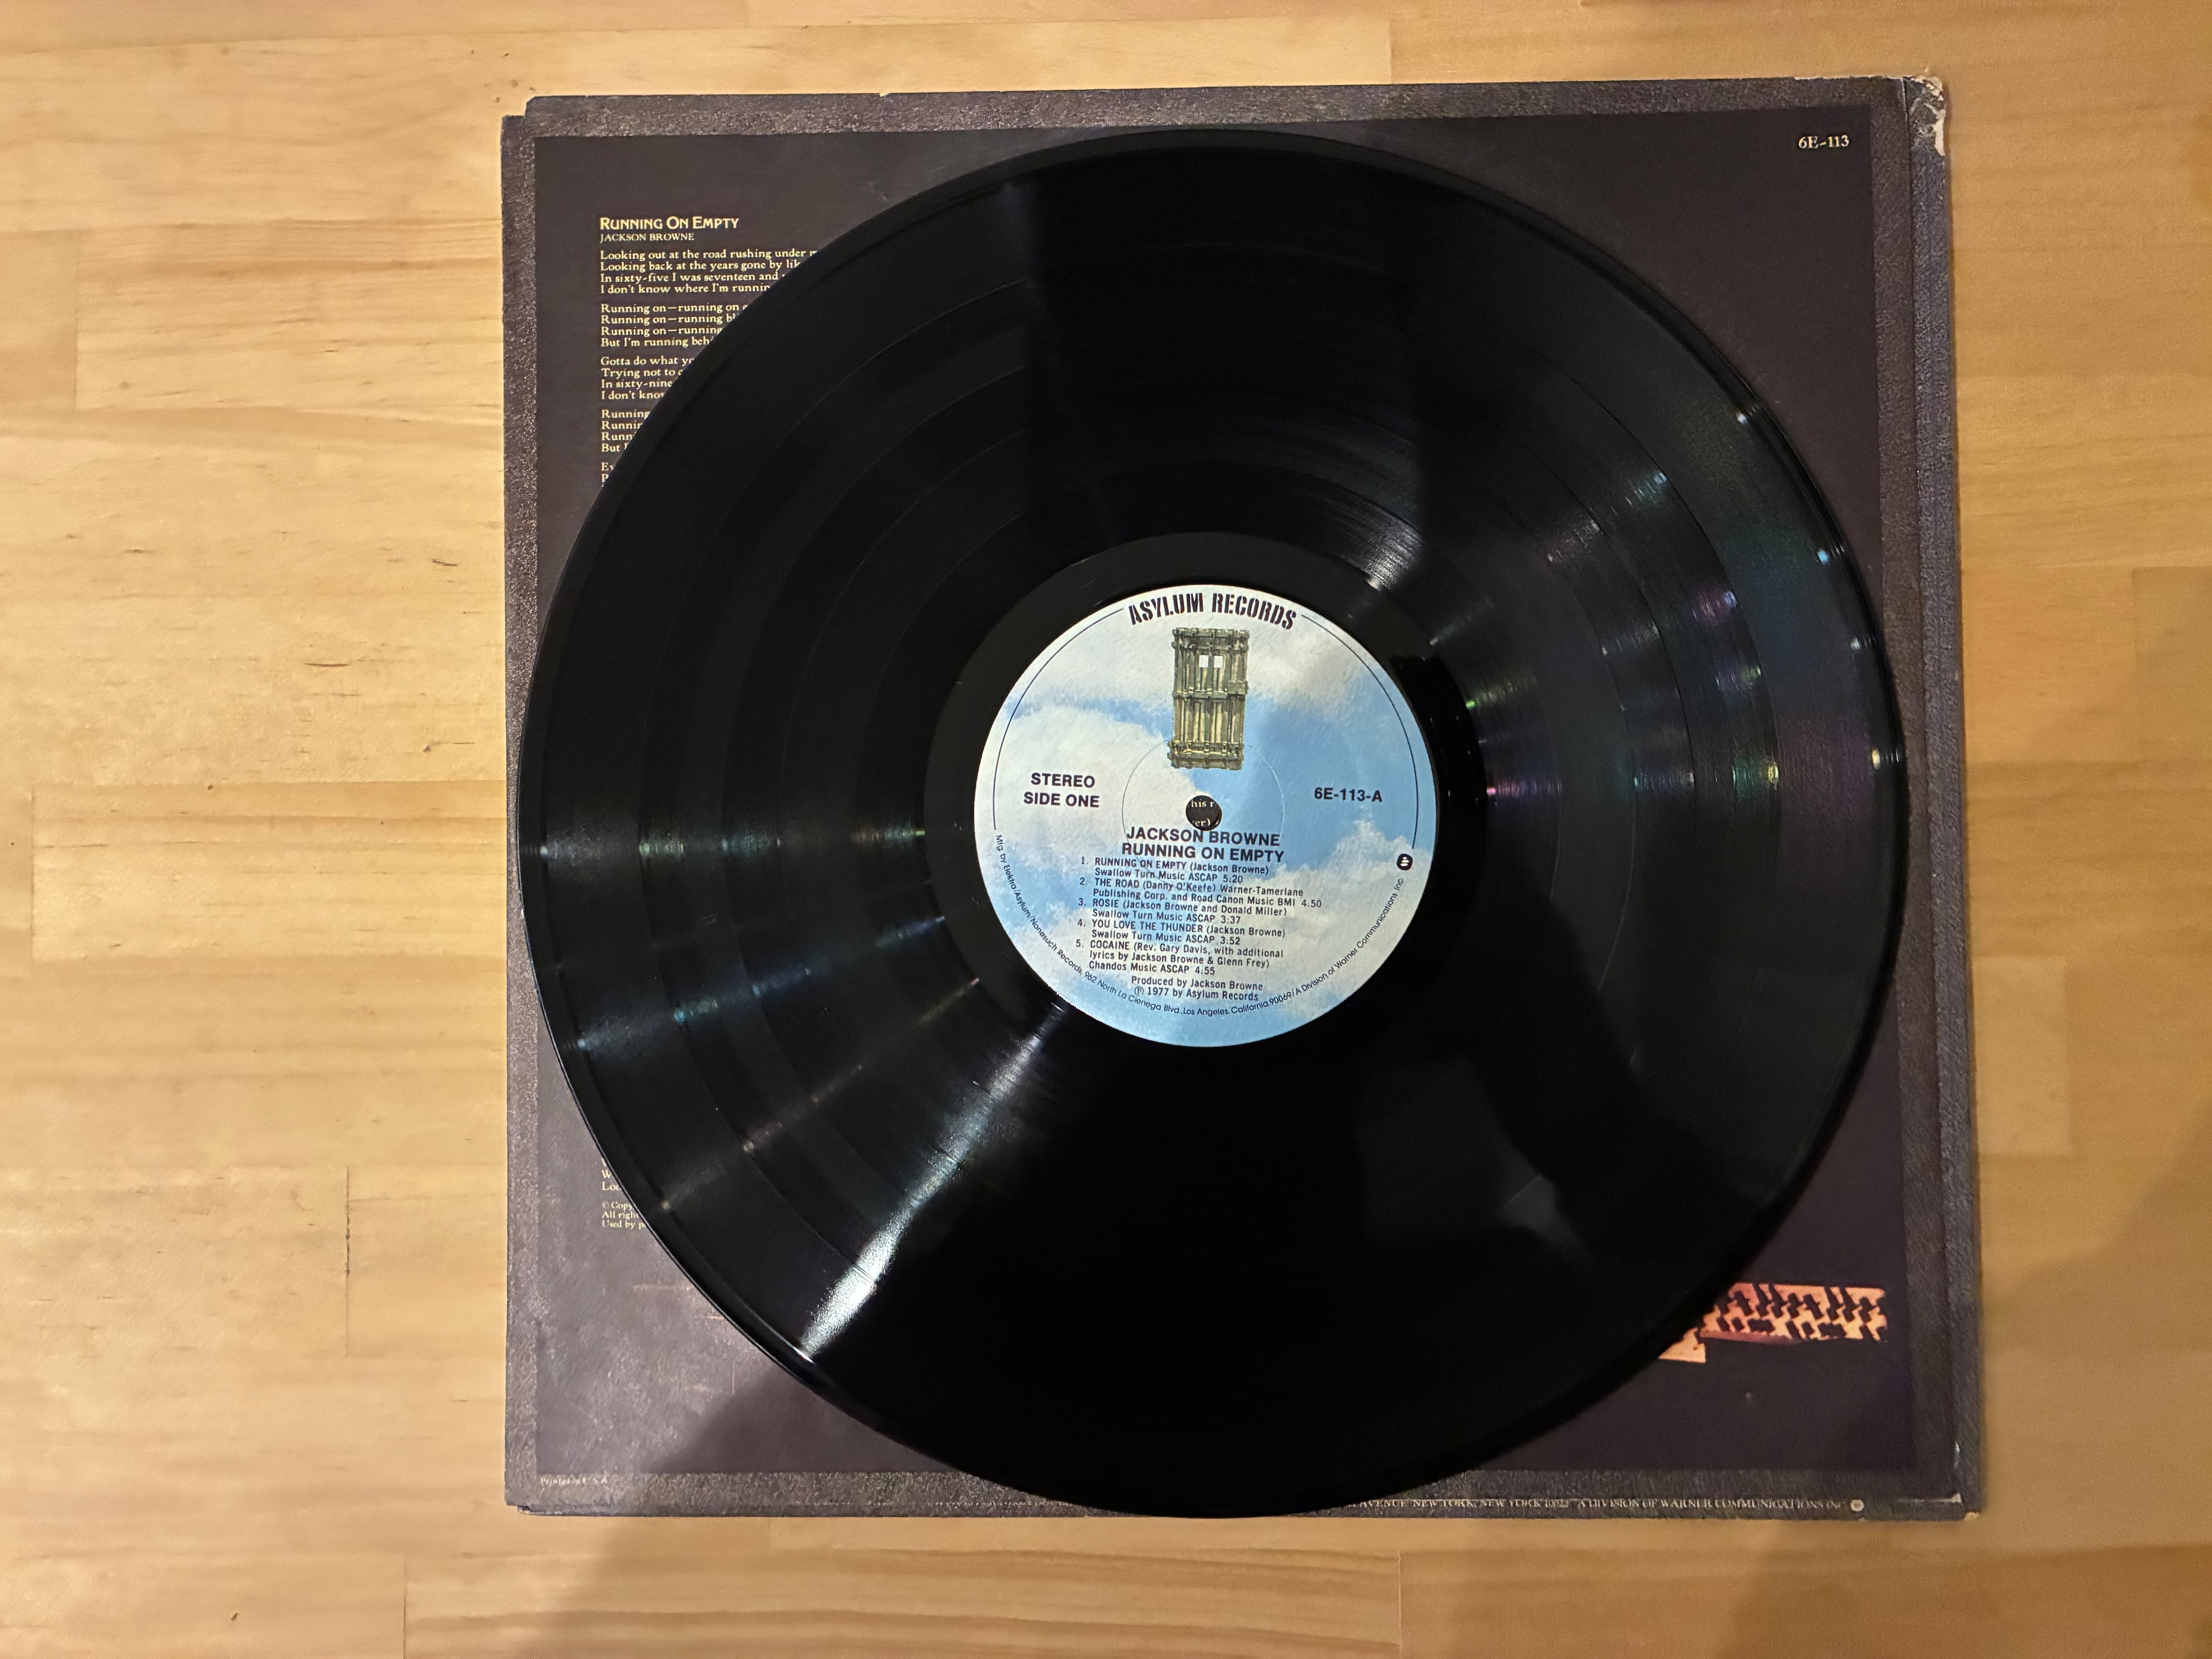 6E-113
RUNNING ON EMPTY
JACKSON BROWNE
Looking out at the road rushing under
Looking back at the years gone by
In sixty-five I was seventeen and
I don't know where I'm
Running on—running on
Running on—running
Running on—running
But I'm running
Gotta do what
Trying not to
In sixty-nine
I don't
Running
But
ASYLUM RECORDS
STEREO
SIDE ONE
6E-113-A
his
JACKSON BROWNE
RUNNING ON EMPTY
1. RUNNING ON EMPTY (Jackson Browne)
Swallow Turn Music ASCAP 5:20
2. THE ROAD (Danny O'Keefe) Warner-Tamerlane
Publishing Corp. and Road Canon Music BMI 4:50
3. ROSIE (Jackson Browne and Donald Miller)
Swallow Turn Music ASCAP 3:37
4. YOU LOVE THE THUNDER (Jackson Browne)
Swallow Turn Music ASCAP 3:52
5. COCAINE (Rev. Gary Davis, with additional
lyrics by Jackson Browne & Glenn Frey)
Chandos Music ASCAP 4:55
Produced by Jackson Browne
℗ 1977 by Asylum Records
Mfg. by Elektra/Asylum/Nonesuch Records, 962 North La Cienega Blvd., Los Angeles, California 90069/A Division of Warner Communications Inc.
©
All
Used by
Printed in U.S.A.
AVENUE NEW YORK, NEW YORK 10022 A DIVISION OF WARNER COMMUNICATIONS INC.